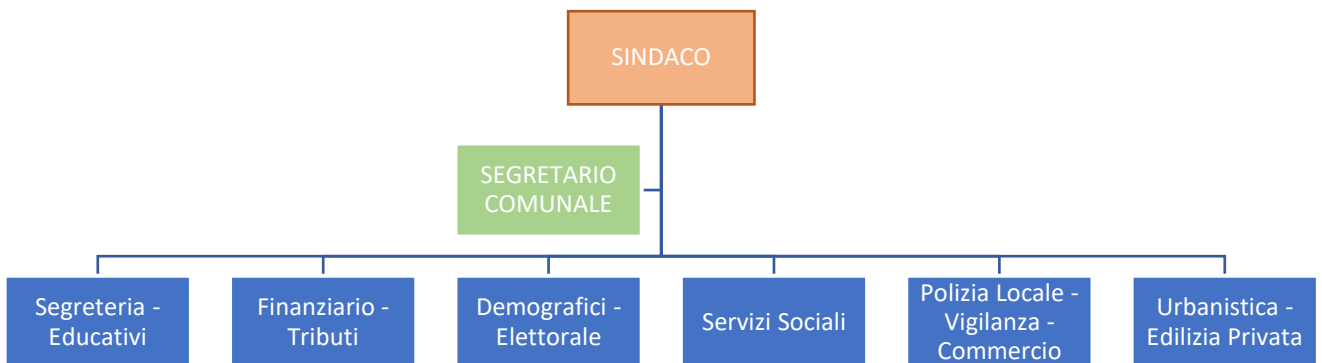 SINDACO
SEGRETARIO
COMUNALE
Segreteria -
Educativi
Finanziario -
Tributi
Demografici -
Elettorale
Servizi Sociali
Polizia Locale -
Vigilanza -
Commercio
Urbanistica -
Edilizia Privata